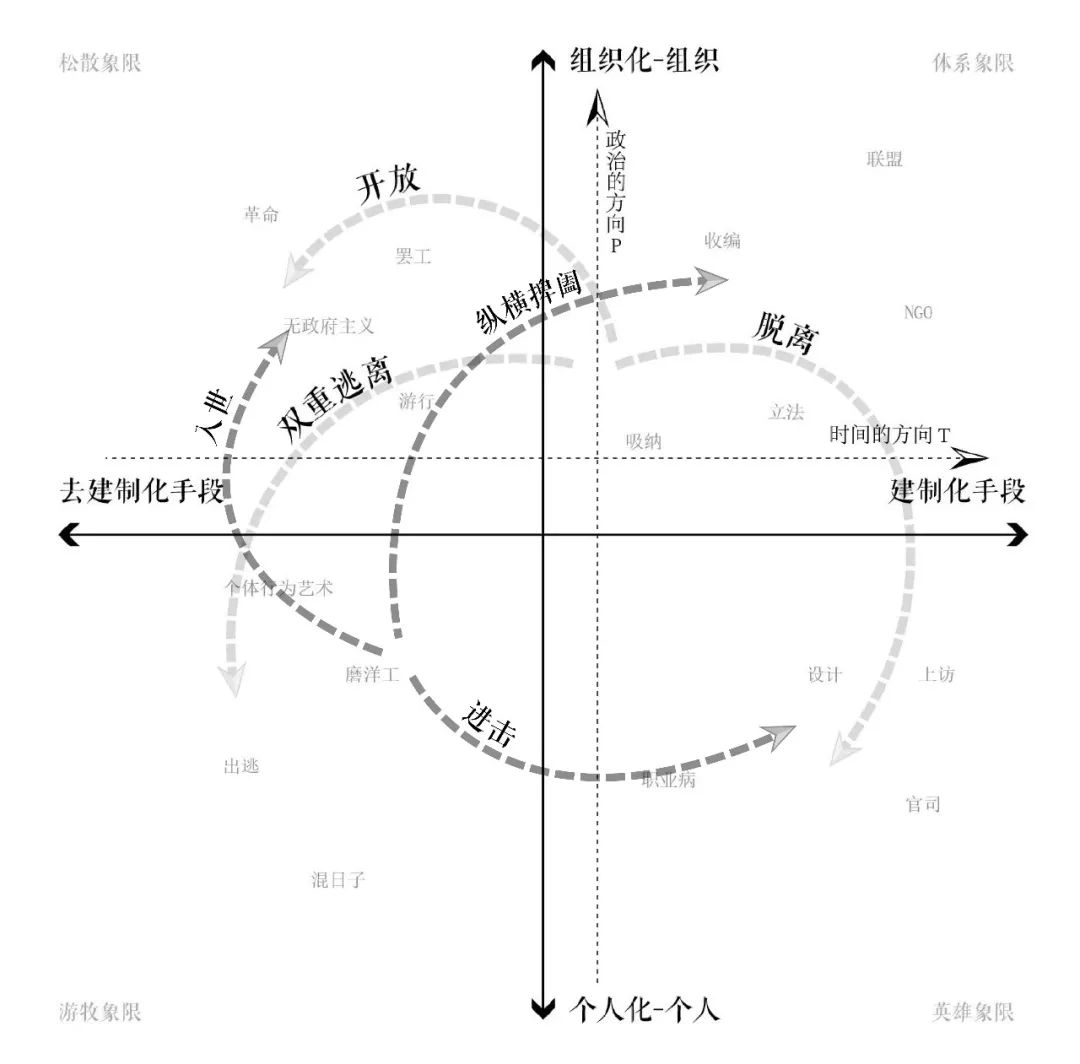 松散象限
组织化-组织
体系象限
政治的方向P
联盟
开放
革命
罢工
收编
纵横捭阖
无政府主义
NGO
脱离
入世
双重逃离
游行
立法
吸纳
时间的方向T
去建制化手段
建制化手段
个体行为艺术
磨洋工
设计
上访
进击
出逃
职业病
官司
混日子
游牧象限
个人化-个人
英雄象限